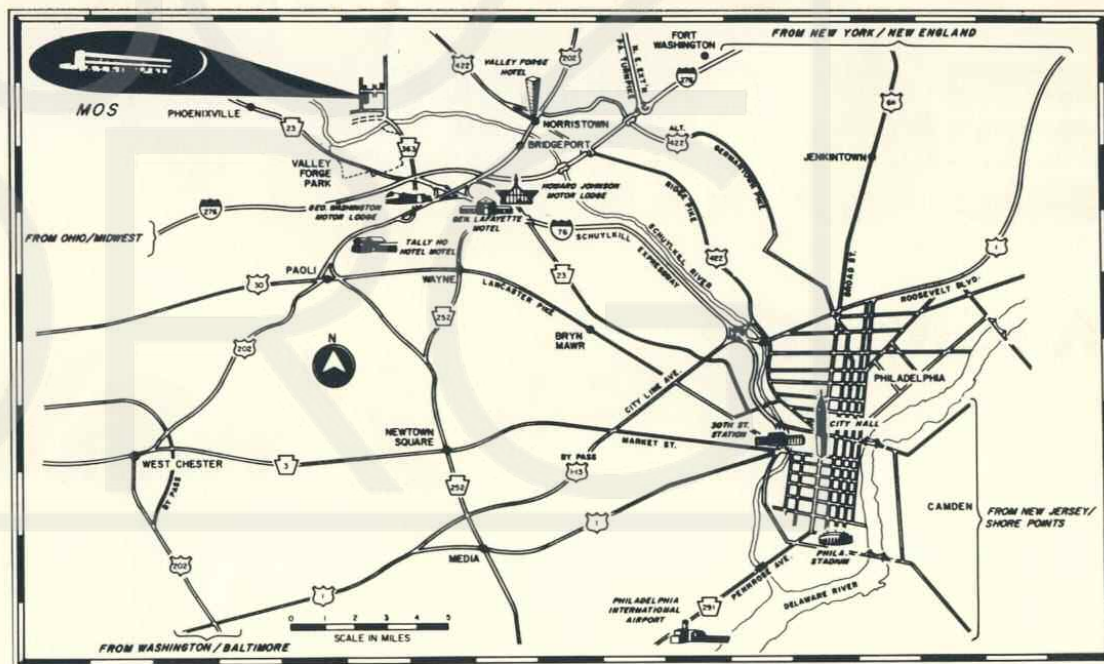 MOS
PHOENIXVILLE
23
VALLEY
FORGE
PARK
363
422
VALLEY FORGE
HOTEL
202
FORT
WASHINGTON
N. E. EXT'N
PA. TURNPIKE
276
FROM NEW YORK / NEW ENGLAND
611
NORRISTOWN
BRIDGEPORT
ALT.
422
GERMANTOWN PIKE
JENKINTOWN
RIDGE PIKE
HOWARD JOHNSON
MOTOR LODGE
GEO. WASHINGTON
MOTOR LODGE
GEN. LAFAYETTE
MOTEL
276
FROM OHIO/MIDWEST
TALLY HO
HOTEL MOTEL
76
SCHUYLKILL
EXPRESSWAY
SCHUYLKILL RIVER
422
BROAD ST.
1
ROOSEVELT BLVD.
PAOLI
30
WAYNE
LANCASTER PIKE
23
252
202
N
BRYN
MAWR
CITY LINE AVE.
PHILADELPHIA
30TH ST.
STATION
CITY HALL
NEWTOWN
SQUARE
MARKET ST.
WEST CHESTER
3
BY PASS
BY PASS
1-13
252
1
CAMDEN
FROM NEW JERSEY/
SHORE POINTS
202
MEDIA
PHILA.
STADIUM
PENROSE AVE.
DELAWARE RIVER
1
PHILADELPHIA
INTERNATIONAL
AIRPORT
291
0 1 2 3 4 5
SCALE IN MILES
FROM WASHINGTON / BALTIMORE